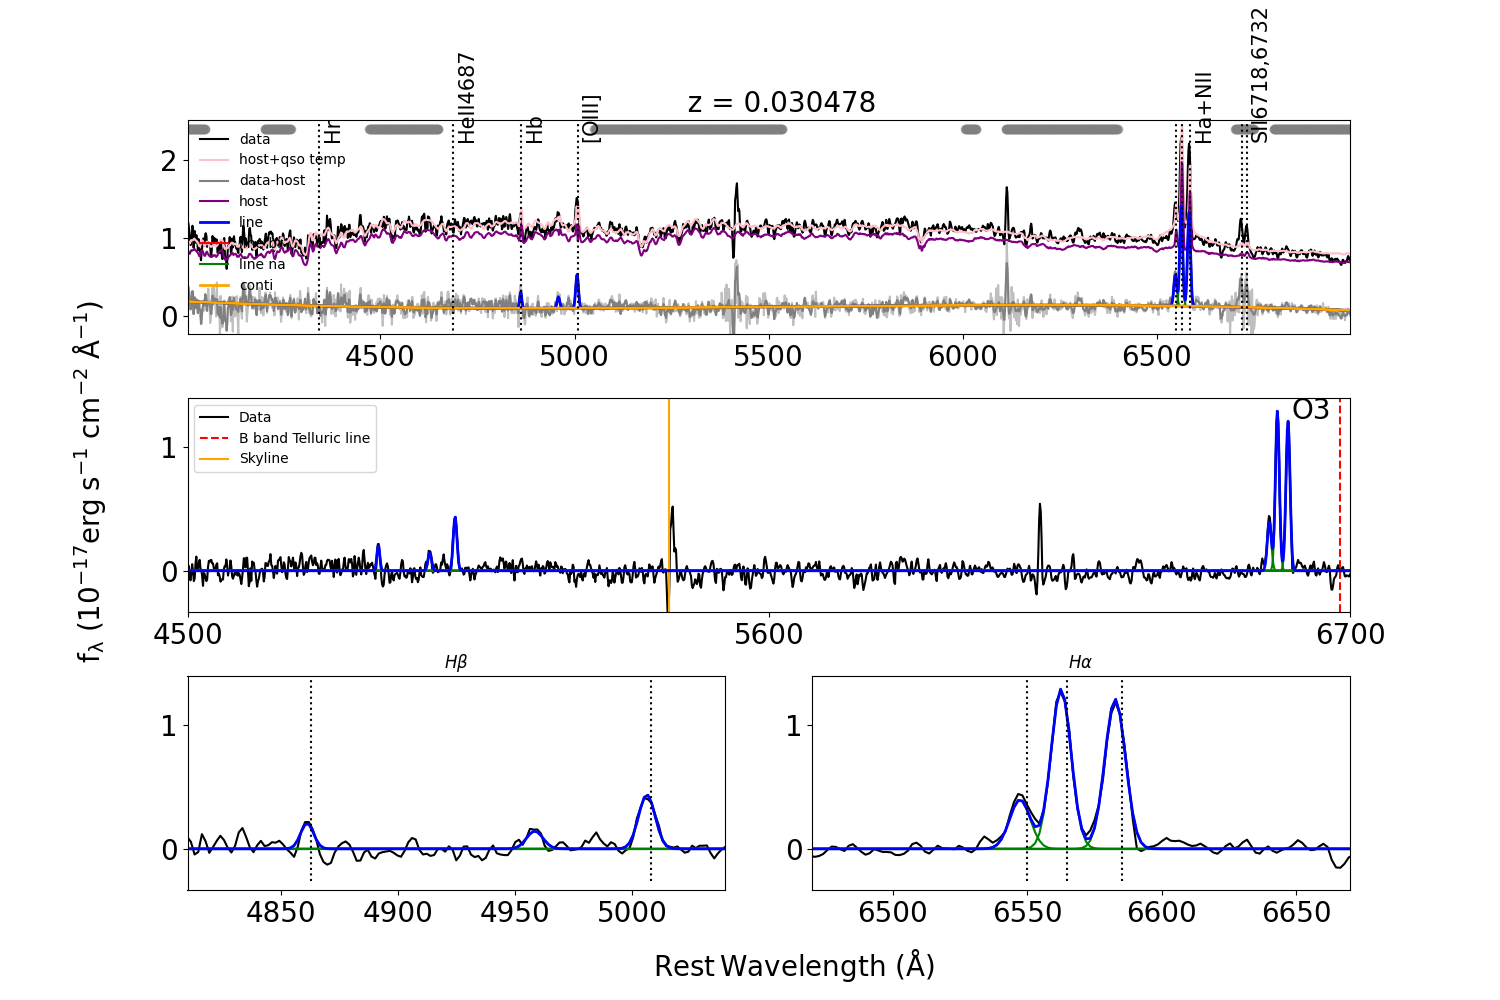 z = 0.030478
Hr
HeII4687
Hb
[OIII]
Ha+NII
SII6718,6732
data
host+qso temp
data-host
host
line
line na
conti
2
1
0
4500
5000
5500
6000
6500
fλ (10⁻¹⁷erg s⁻¹ cm⁻² Å⁻¹)
Data
B band Telluric line
Skyline
O3
1
0
4500
5600
6700
Hβ
Hα
1
0
4850
4900
4950
5000
1
0
6500
6550
6600
6650
Rest Wavelength (Å)